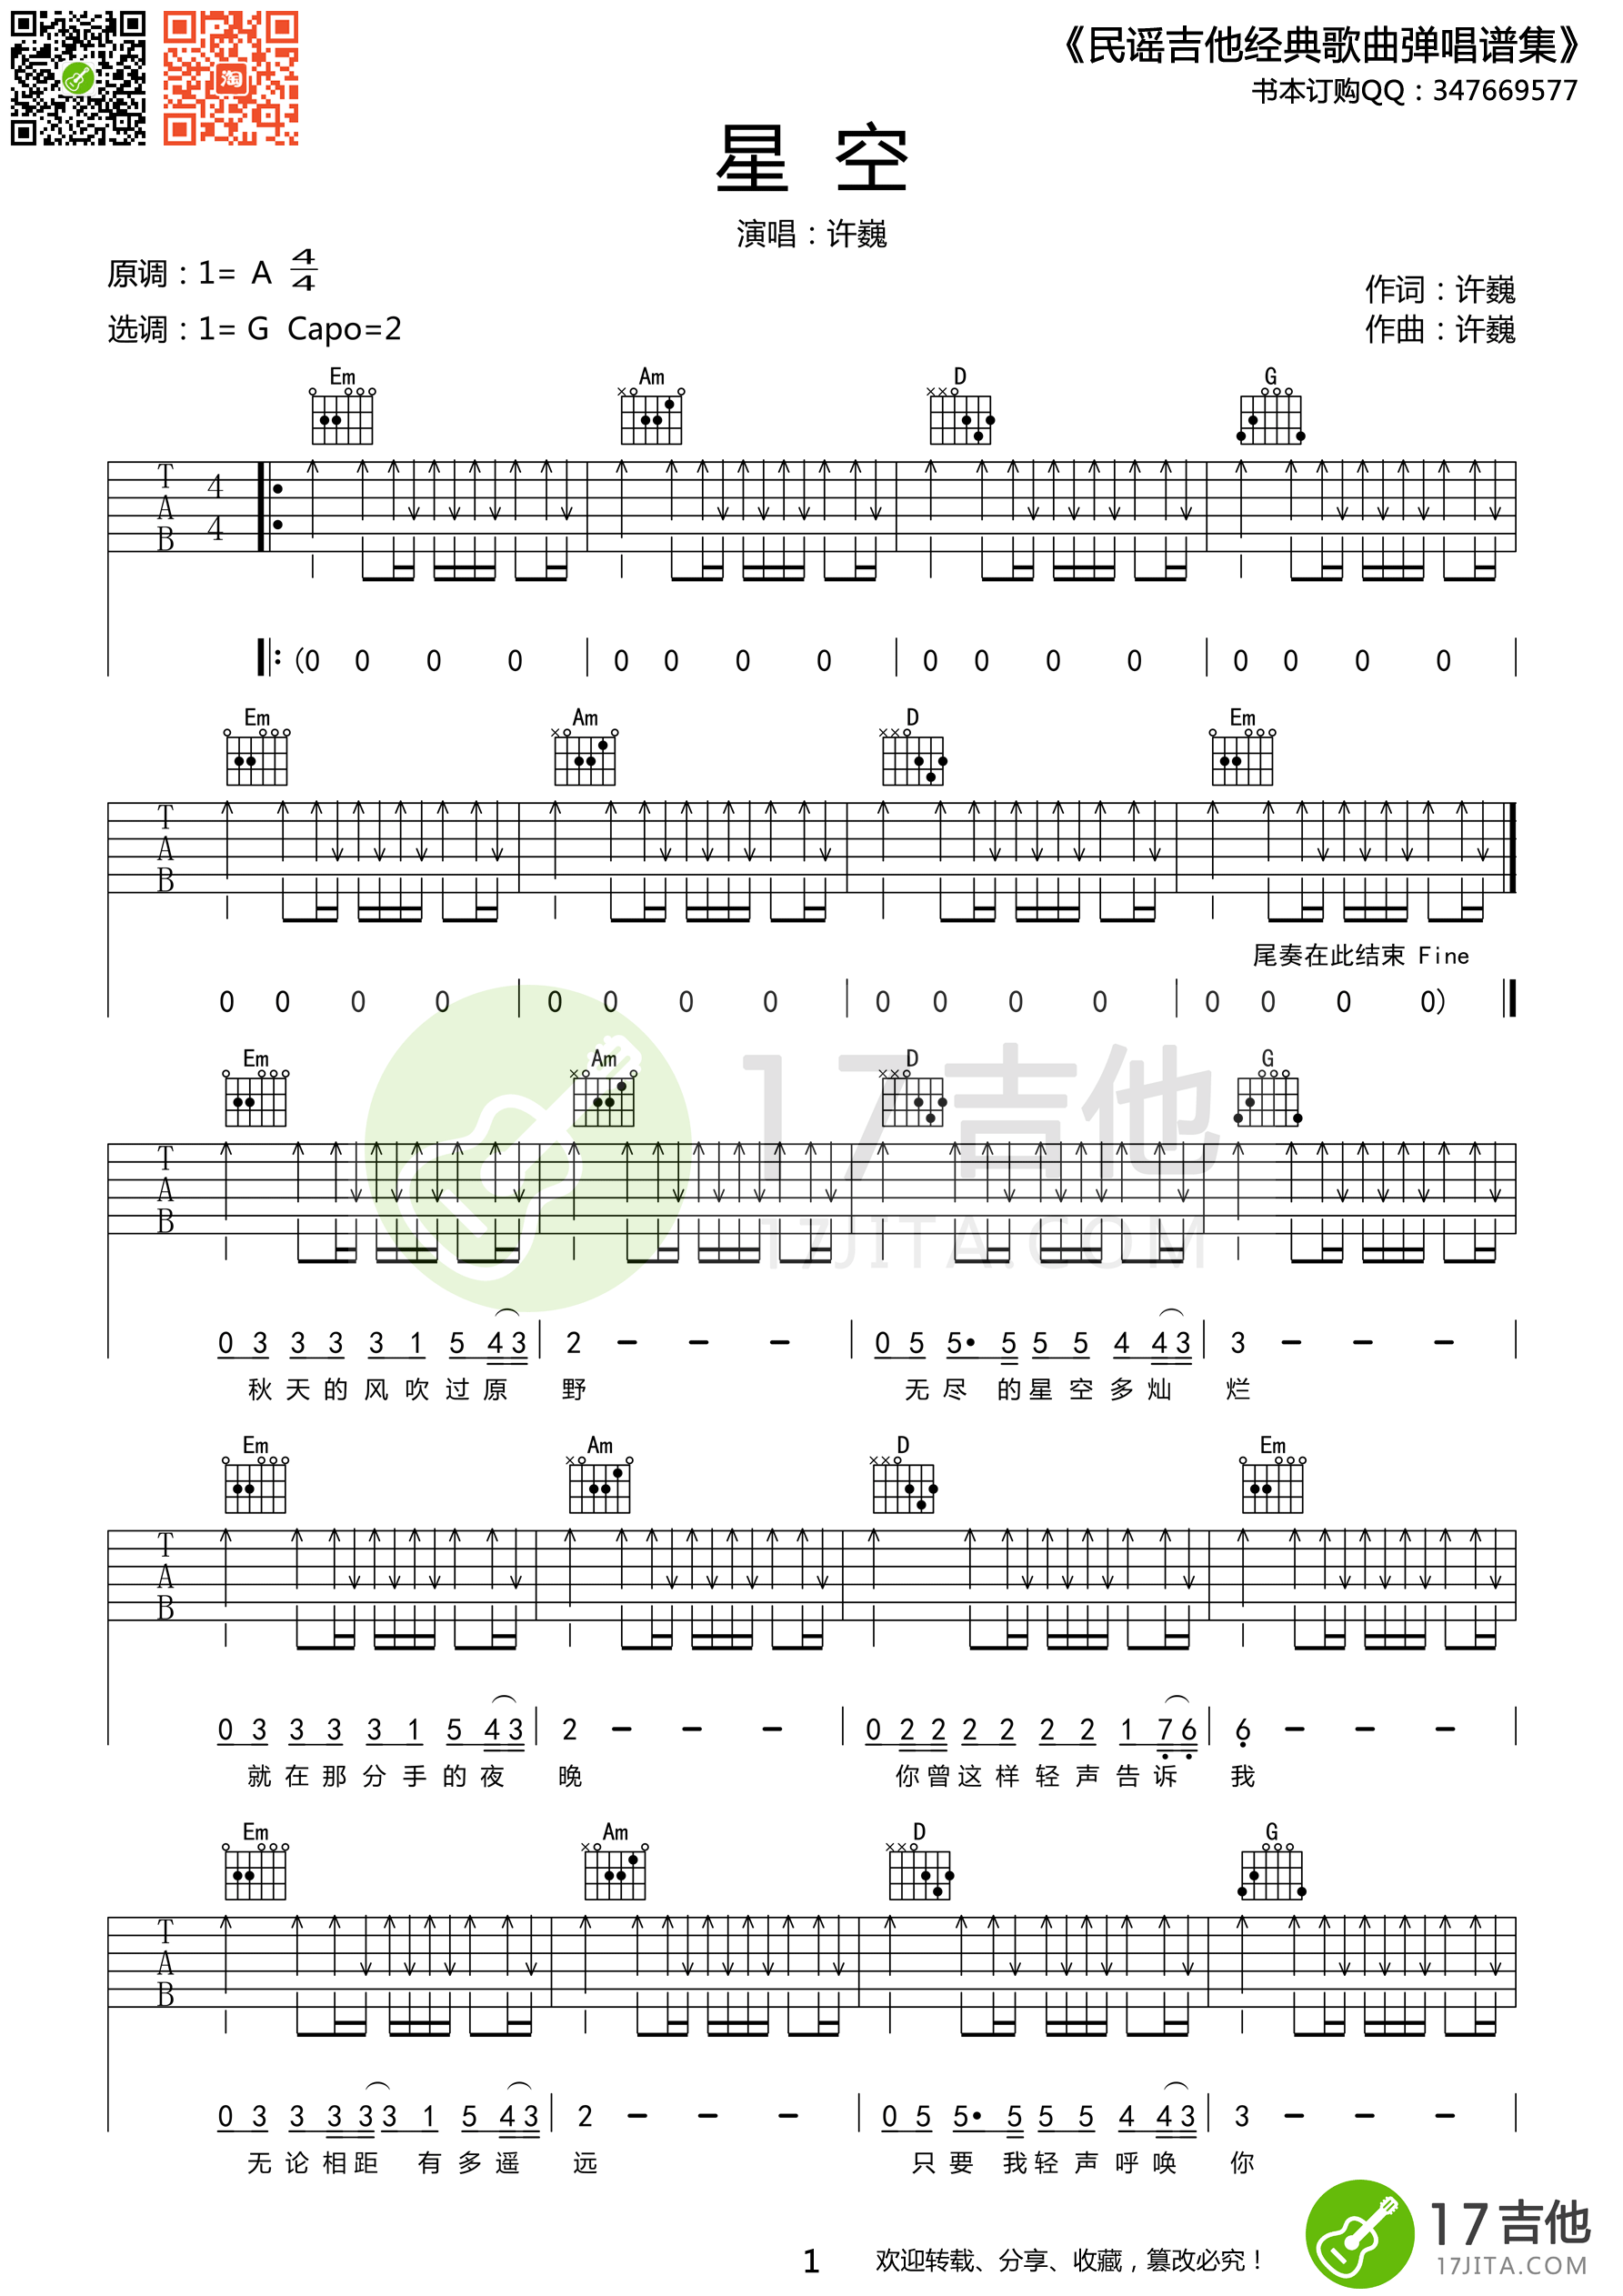 淘
《民谣吉他经典歌曲弹唱谱集》
书本订购QQ：347669577
星 空
演唱：许巍
原调：1= A 4/4
选调：1= G Capo=2
作词：许巍
作曲：许巍
Em Am D G
T A B 4 4
(0 0 0 0 | 0 0 0 0 | 0 0 0 0 | 0 0 0 0 |
Em Am D Em
T A B
尾奏在此结束 Fine
0 0 0 0 | 0 0 0 0 | 0 0 0 0 | 0 0 0 0)
Em Am D G
T A B
17吉他
17JITA.COM
0 3 3 3 3 1 5 4 3 | 2 – – – | 0 5 5• 5 5 5 4 4 3 | 3 – – – |
秋 天 的 风 吹 过 原 野 无 尽 的 星 空 多 灿 烂
Em Am D Em
T A B
0 3 3 3 3 1 5 4 3 | 2 – – – | 0 2 2 2 2 2 2 1 7 6 | 6 – – – |
就 在 那 分 手 的 夜 晚 你 曾 这 样 轻 声 告 诉 我
Em Am D G
T A B
0 3 3 3 3 3 1 5 4 3 | 2 – – – | 0 5 5• 5 5 5 4 4 3 | 3 – – – |
无 论 相 距 有 多 遥 远 只 要 我 轻 声 呼 唤 你
1 欢迎转载、分享、收藏，篡改必究！
17吉他
17JITA.COM